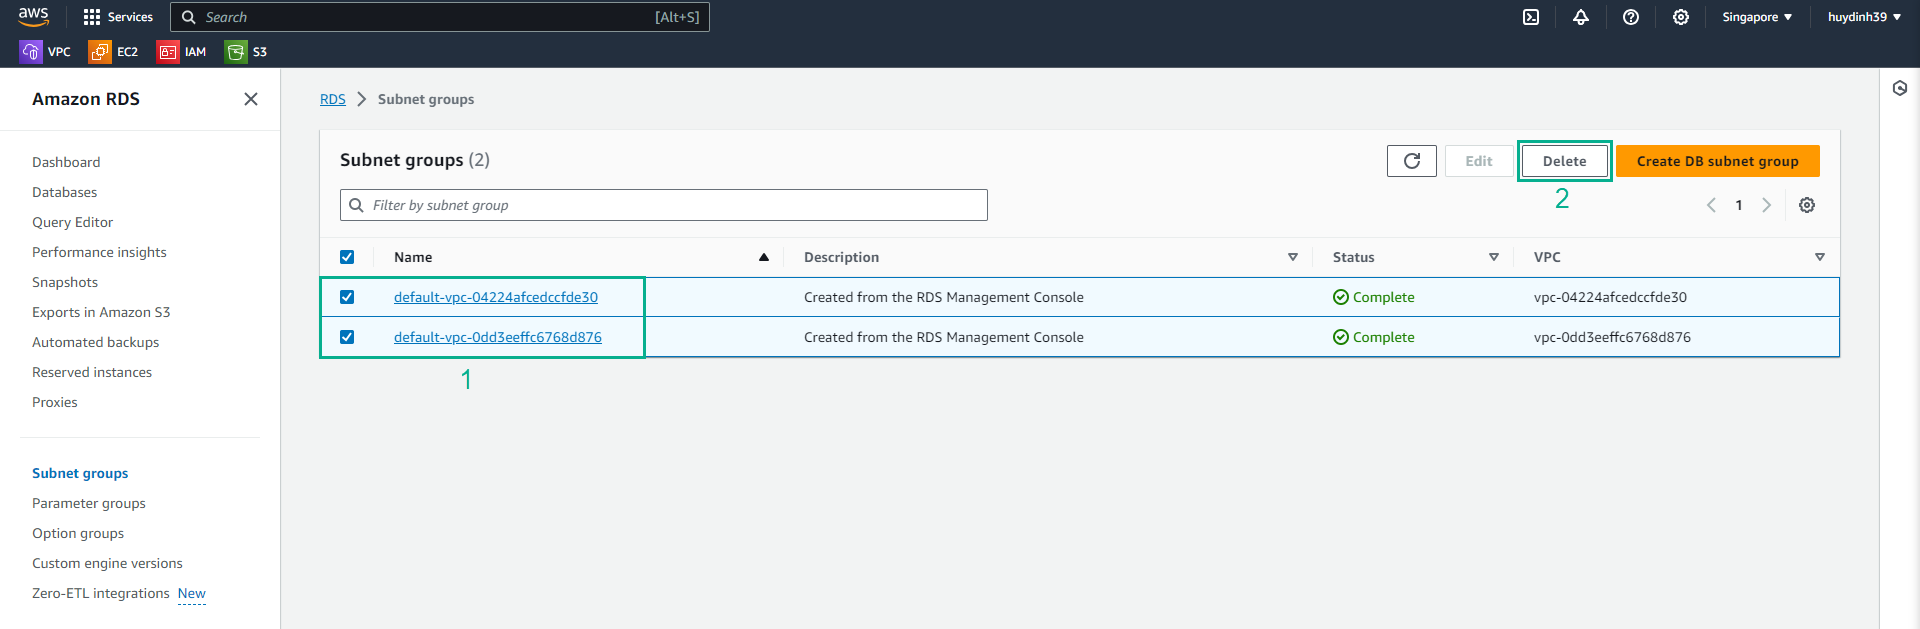 aws Services Search [Alt+S] Singapore huydinh39
VPC EC2 IAM S3
Amazon RDS
Dashboard
Databases
Query Editor
Performance insights
Snapshots
Exports in Amazon S3
Automated backups
Reserved instances
Proxies
Subnet groups
Parameter groups
Option groups
Custom engine versions
Zero-ETL integrations New
RDS Subnet groups
Subnet groups (2)
Edit Delete Create DB subnet group
2
Filter by subnet group
1
Name Description Status VPC
default-vpc-04224afcedccfde30 Created from the RDS Management Console Complete vpc-04224afcedccfde30
default-vpc-0dd3eeffc6768d876 Created from the RDS Management Console Complete vpc-0dd3eeffc6768d876
1